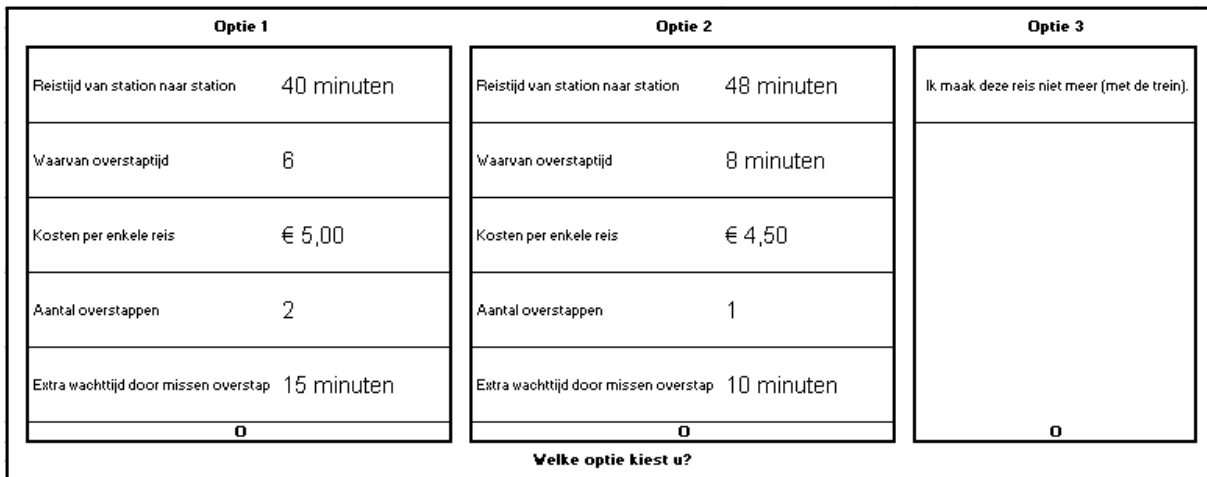 Optie 1
Optie 2
Optie 3
Reistijd van station naar station 40 minuten
Reistijd van station naar station 48 minuten
Ik maak deze reis niet meer (met de trein).
Waarvan overstaptijd 6
Waarvan overstaptijd 8 minuten
Kosten per enkele reis € 5,00
Kosten per enkele reis € 4,50
Aantal overstappen 2
Aantal overstappen 1
Extra wachttijd door missen overstap 15 minuten
Extra wachttijd door missen overstap 10 minuten
O
O
O
Welke optie kiest u?